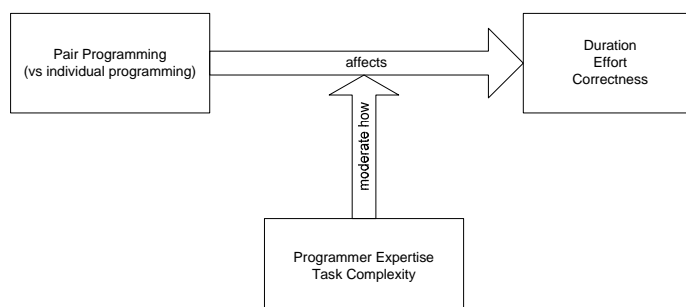 Pair Programming
(vs individual programming)
affects
Duration
Effort
Correctness
moderate how
Programmer Expertise
Task Complexity